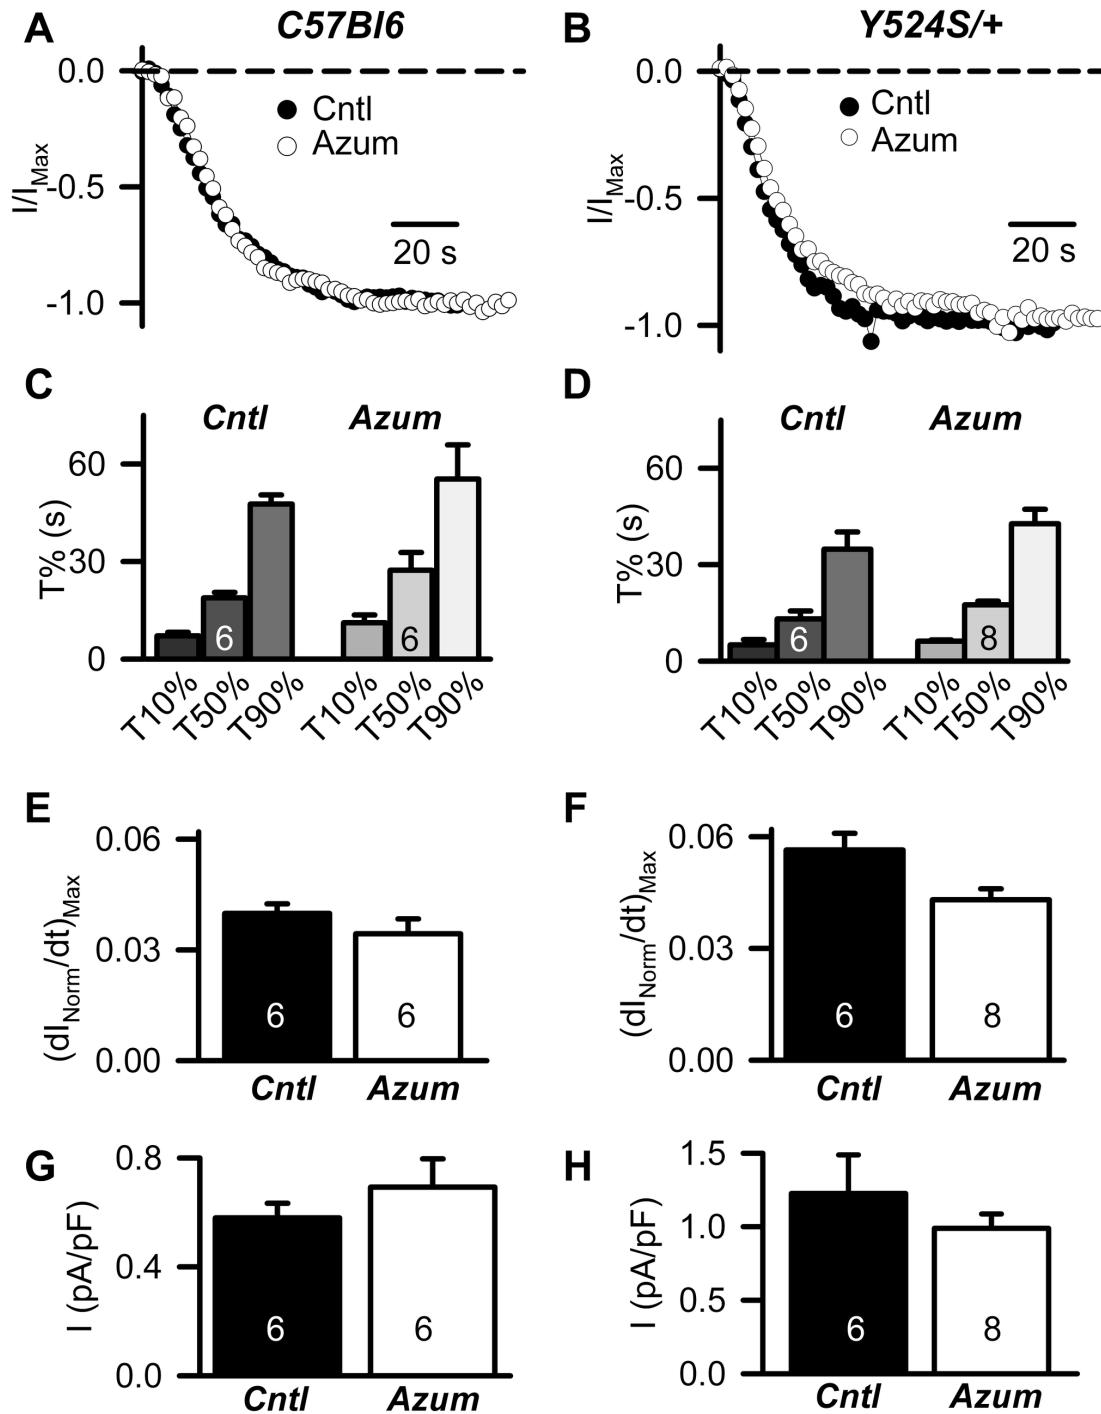 A
C57Bl6
0.0
-0.5
-1.0
I/IMax
Cntl
Azum
20 s
B
Y524S/+
0.0
-0.5
-1.0
I/IMax
Cntl
Azum
20 s
C
Cntl
Azum
60
30
0
T% (s)
6
6
T10%
T50%
T90%
T10%
T50%
T90%
D
Cntl
Azum
60
30
0
T% (s)
6
8
T10%
T50%
T90%
T10%
T50%
T90%
E
0.06
0.03
0.00
(dINorm/dt)Max
6
6
Cntl
Azum
F
0.06
0.03
0.00
(dINorm/dt)Max
6
8
Cntl
Azum
G
0.8
0.4
0.0
I (pA/pF)
6
6
Cntl
Azum
H
1.5
1.0
0.5
0.0
I (pA/pF)
6
8
Cntl
Azum